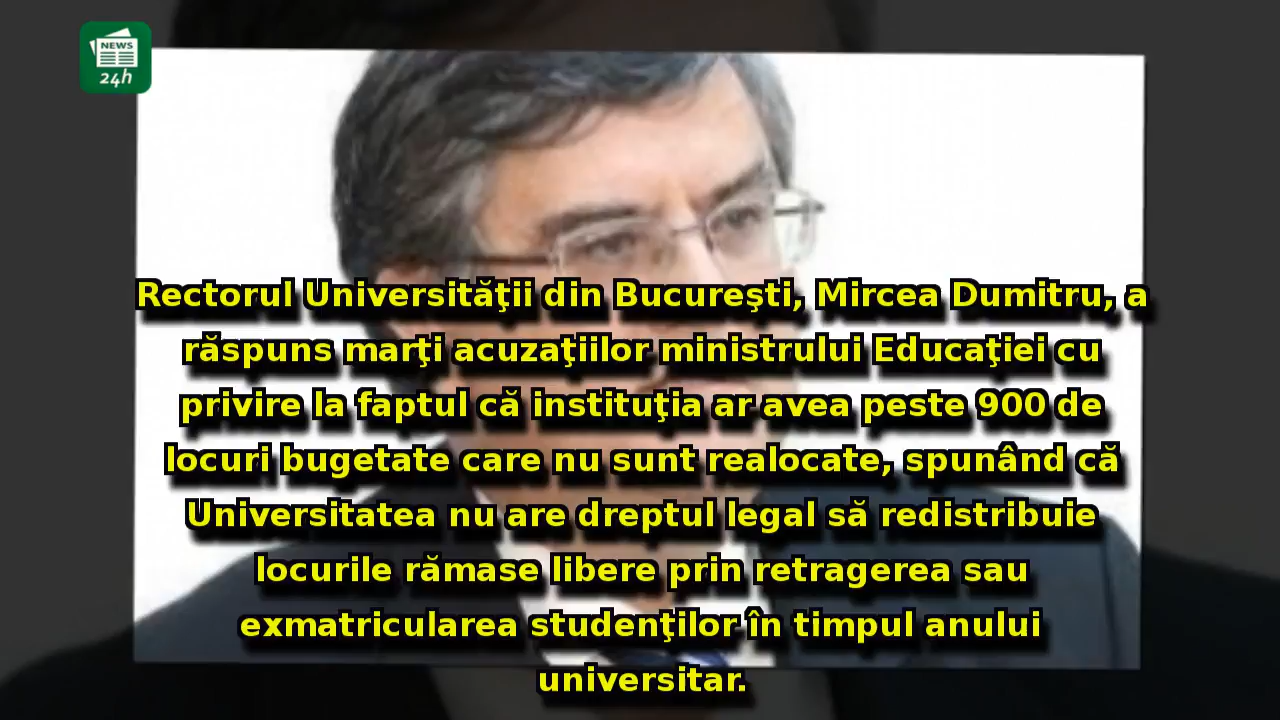 NEWS
24h
Rectorul Universităţii din Bucureşti, Mircea Dumitru, a
răspuns marţi acuzaţiilor ministrului Educaţiei cu
privire la faptul că instituţia ar avea peste 900 de
locuri bugetate care nu sunt realocate, spunând că
Universitatea nu are dreptul legal să redistribuie
locurile rămase libere prin retragerea sau
exmatricularea studenţilor în timpul anului
universitar.